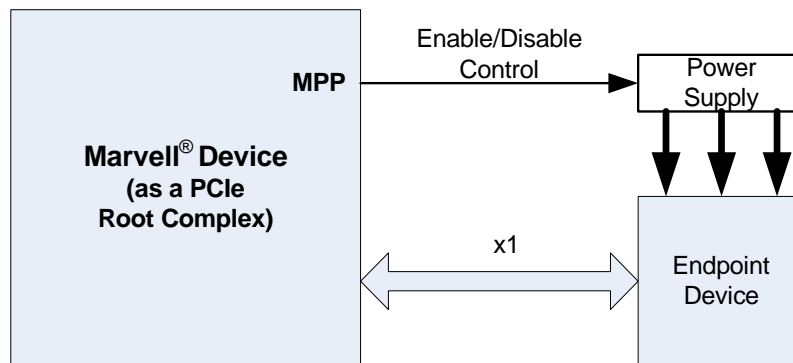 Enable/Disable
Control
MPP
Power
Supply
Marvell® Device
(as a PCIe
Root Complex)
x1
Endpoint
Device